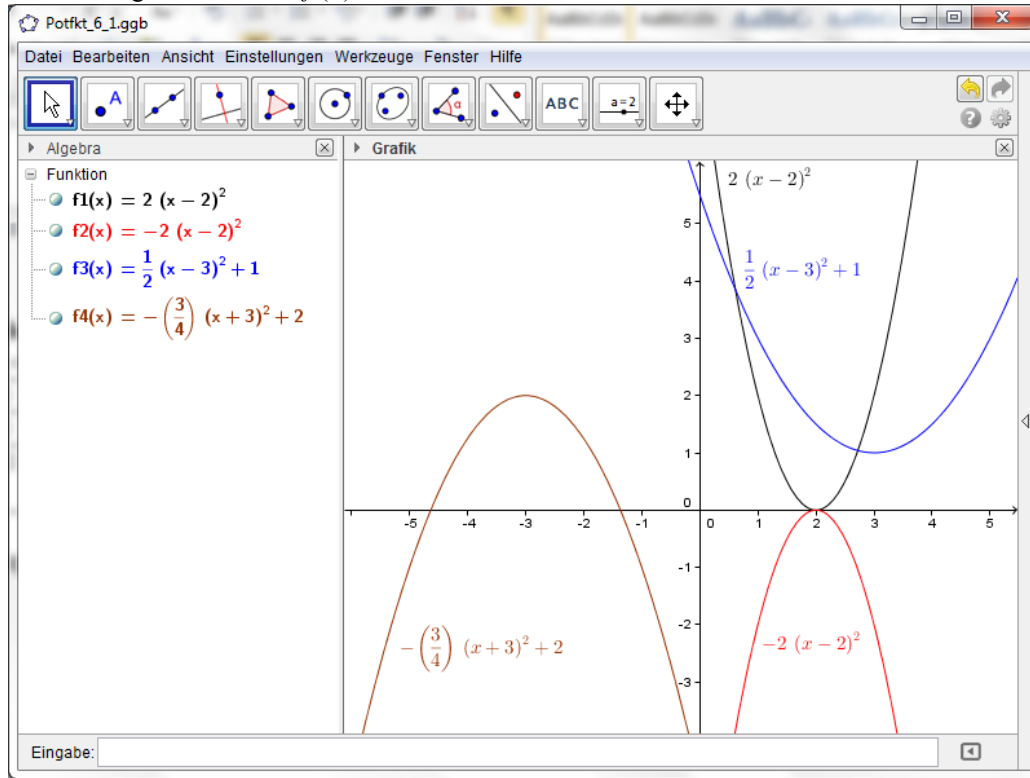 Potfkt_6_1.ggb
Datei Bearbeiten Ansicht Einstellungen Werkzeuge Fenster Hilfe
A
α
ABC
a=2
?
Algebra
Grafik
Funktion
f1(x) = 2 (x − 2)²
f2(x) = −2 (x − 2)²
f3(x) = 1/2 (x − 3)² + 1
f4(x) = −(3/4) (x + 3)² + 2
2 (x − 2)²
1/2 (x − 3)² + 1
−(3/4) (x + 3)² + 2
−2 (x − 2)²
5
4
3
2
1
0
-1
-2
-3
-5 -4 -3 -2 -1 0 1 2 3 4 5
Eingabe: